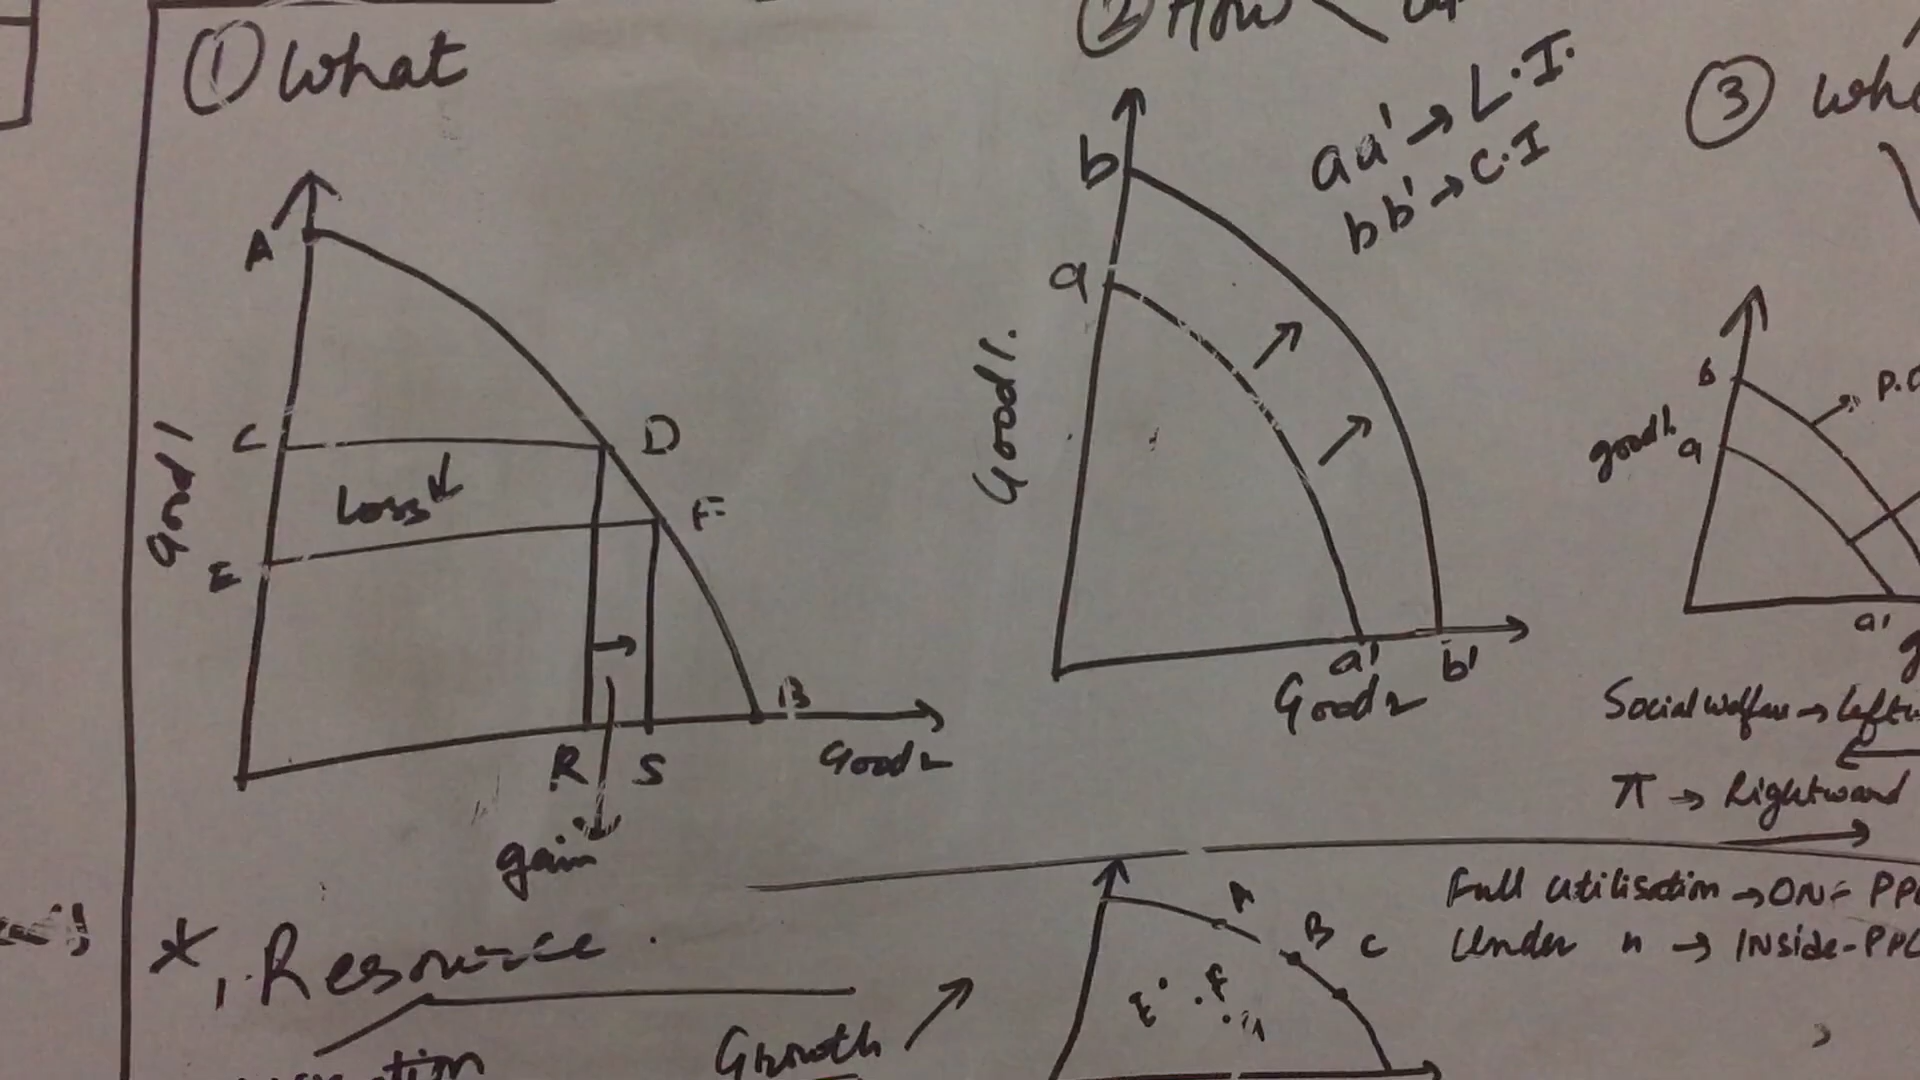 ① What
A
C
D
Loss
F
E
Good 1
B
R
S
Good 2
gain
② How
aa' → L.I.
bb' → C.I
b
a
Good 1.
a'
b'
Good 2
③
b
a
good 1
a'
Social welfare →
π → Rightward
Full utilisation → ON- PP
Under " → INside-PP
A
B
C
*, Resource
Growth